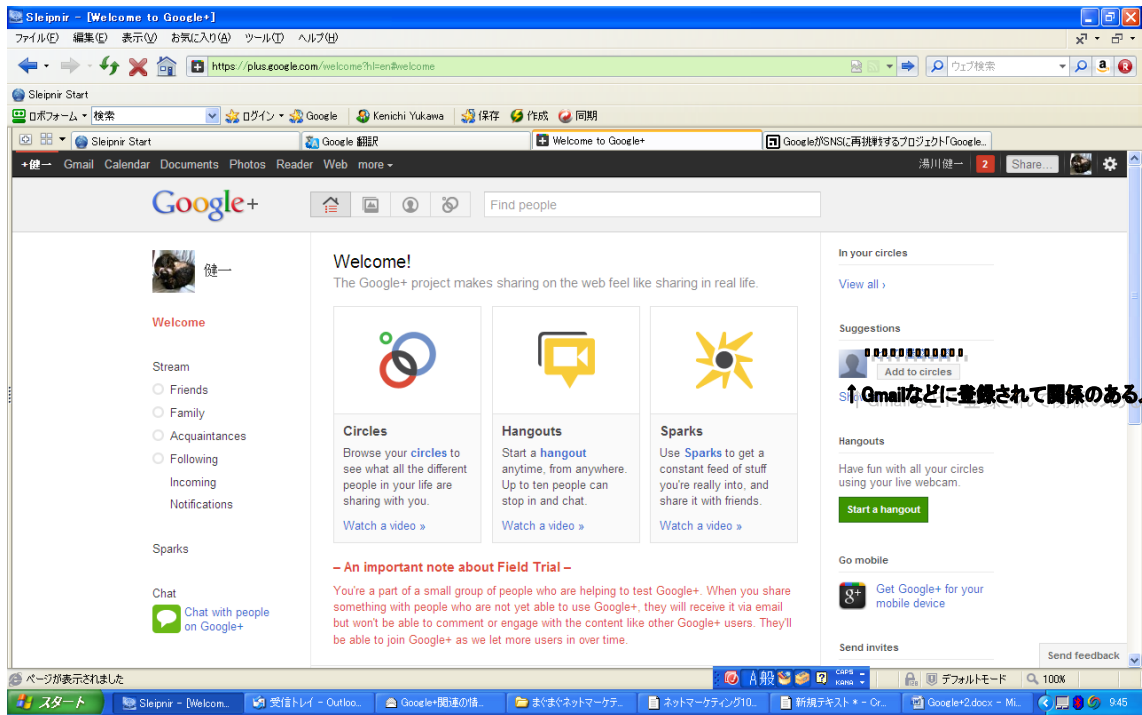 Sleipnir - [Welcome to Google+]
ファイル(F) 編集(E) 表示(V) お気に入り(A) ツール(T) ヘルプ(H)
https://plus.google.com/welcome?hl=en#welcome
ウェブ検索
Sleipnir Start
ロボフォーム 検索 ログイン Google Kenichi Yukawa 保存 作成 同期
Sleipnir Start Google 翻訳 Welcome to Google+ GoogleがSNSに再挑戦するプロジェクト「Google...
+健一 Gmail Calendar Documents Photos Reader Web more 湯川健一 2 Share...
Google+
Find people
健一
Welcome
Stream
Friends
Family
Acquaintances
Following
Incoming
Notifications
Sparks
Chat
Chat with people
on Google+
Welcome!
The Google+ project makes sharing on the web feel like sharing in real life.
Circles
Browse your circles to
see what all the different
people in your life are
sharing with you.
Watch a video »
Hangouts
Start a hangout
anytime, from anywhere.
Up to ten people can
stop in and chat.
Watch a video »
Sparks
Use Sparks to get a
constant feed of stuff
you're really into, and
share it with friends.
Watch a video »
– An important note about Field Trial –
You're a part of a small group of people who are helping to test Google+. When you share
something with people who are not yet able to use Google+, they will receive it via email
but won't be able to comment or engage with the content like other Google+ users. They'll
be able to join Google+ as we let more users in over time.
In your circles
View all ›
Suggestions
Add to circles
↑Gmailなどに登録されて関係のある
Hangouts
Have fun with all your circles
using your live webcam.
Start a hangout
Go mobile
Get Google+ for your
mobile device
Send invites
Send feedback
ページが表示されました
A般 CAPS KANA
デフォルトモード 100%
スタート Sleipnir - [Welcom... 受信トレイ - Outloo... Google+関連の情... まぐまぐネットマーケテ... ネットマーケティング10... 新規テキスト * - Cr... Google+2.docx - Mi... 9:45